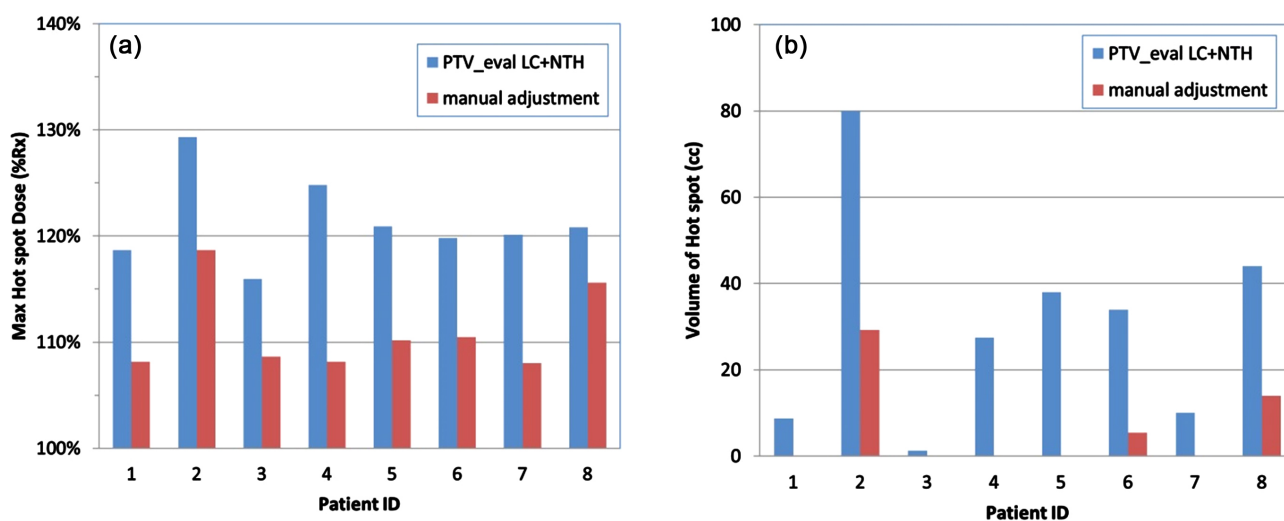 (a)
PTV_eval LC+NTH
manual adjustment
Max Hot spot Dose (%Rx)
140%
130%
120%
110%
100%
1 2 3 4 5 6 7 8
Patient ID
(b)
PTV_eval LC+NTH
manual adjustment
Volume of Hot spot (cc)
100
80
60
40
20
0
1 2 3 4 5 6 7 8
Patient ID